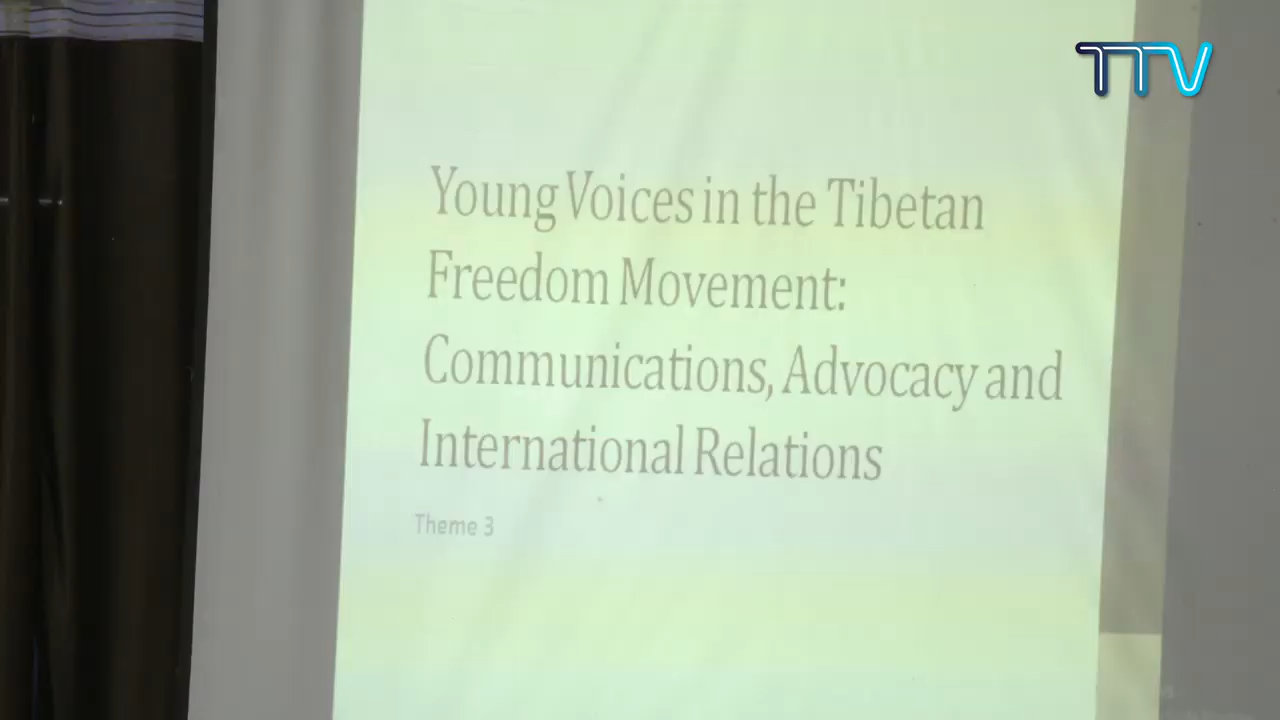 TTV
Young Voices in the Tibetan
Freedom Movement:
Communications, Advocacy and
International Relations
Theme 3